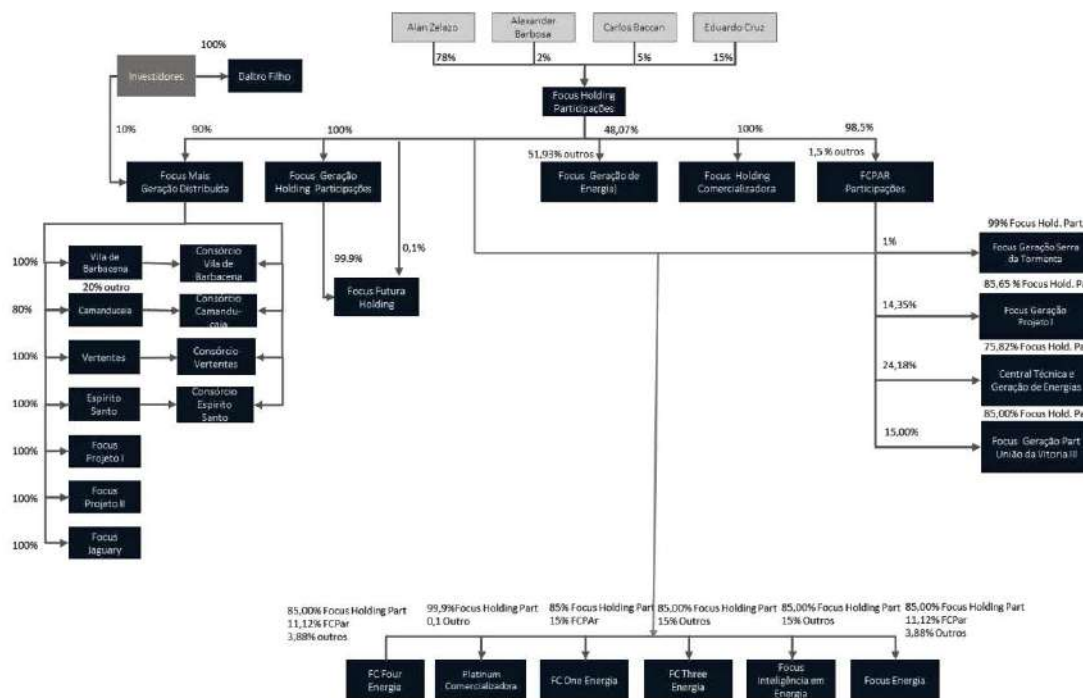 Alan Zelazo
Alexander
Barbosa
Carlos Baccan
Eduardo Cruz
78%
2%
5%
15%
100%
Investidores
Daltro Filho
Focus Holding
Participações
10%
90%
100%
48,07%
100%
98,5%
51,93% outros
1,5 % outros
Focus Mais
Geração Distribuída
Focus Geração
Holding Participações
Focus Geração de
Energia)
Focus Holding
Comercializadora
FCPAR
Participações
99% Focus Hold. Part.
1%
Focus Geração Serra
da Tormenta
100%
Vila de
Barbacena
Consórcio
Vila de
Barbacena
0,1%
99.9%
Focus Futura
Holding
20% outro
80%
Camanducaia
Consórcio
Camandu-
caia
85,65 % Focus Hold. Pa
14,35%
Focus Geração
Projeto I
100%
Vertentes
Consórcio
Vertentes
75,82% Focus Hold. Par
24,18%
Central Técnica e
Geração de Energias
100%
Espírito
Santo
Consórcio
Espírito
Santo
85,00% Focus Hold. Par
15,00%
Focus Geração Part
União da Vitoria III
100%
Focus
Projeto I
100%
Focus
Projeto II
100%
Focus
Jaguary
85,00% Focus Holding Part
11,12% FCPar
3,88% outros
99,9% Focus Holding Part
0,1 Outro
85% Focus Holding Part
15% FCPAr
85,00% Focus Holding Part
15% Outros
85,00% Focus Holding Part
15% Outros
85,00% Focus Holding Part
11,12% FCPar
3,88% Outros
FC Four
Energia
Platinum
Comercializadora
FC One Energia
FC Three
Energia
Focus
Inteligência em
Energia
Focus Energia